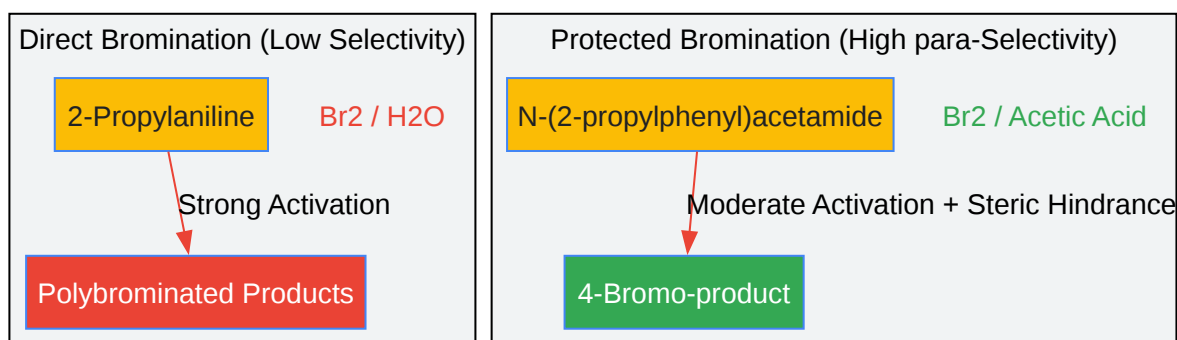 Direct Bromination (Low Selectivity)
2-Propylaniline
Br2 / H2O
Strong Activation
Polybrominated Products
Protected Bromination (High para-Selectivity)
N-(2-propylphenyl)acetamide
Br2 / Acetic Acid
Moderate Activation + Steric Hindrance
4-Bromo-product